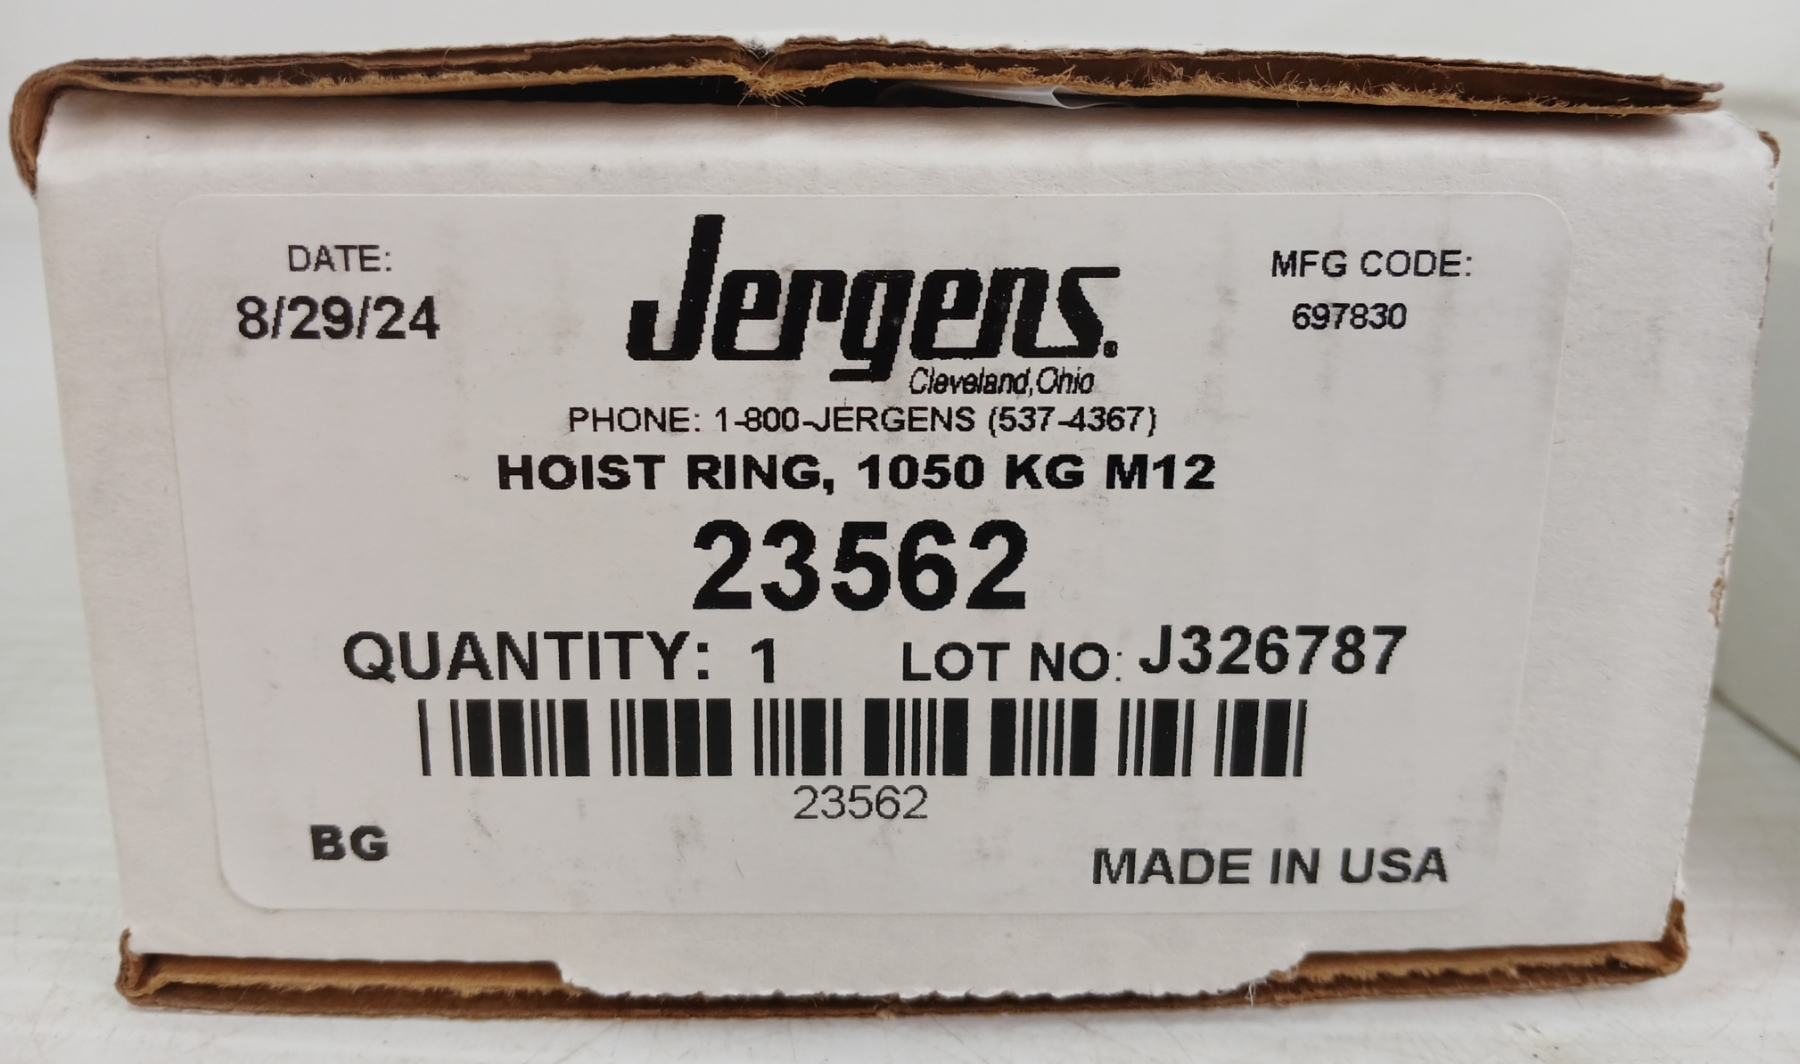 DATE:
8/29/24
Jergens®
Cleveland, Ohio
MFG CODE:
697830
PHONE: 1-800-JERGENS (537-4367)
HOIST RING, 1050 KG M12
23562
QUANTITY: 1 LOT NO: J326787
23562
BG
MADE IN USA